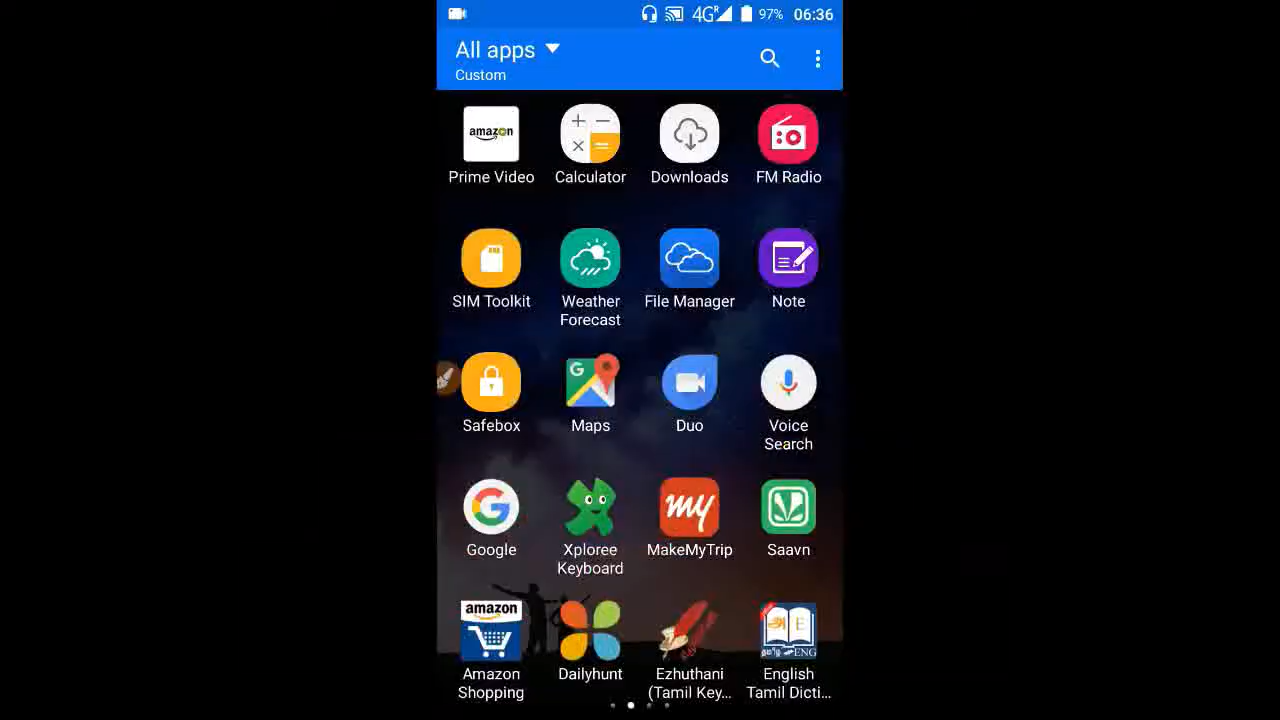 4G R 97% 06:36
All apps
Custom
amazon
Prime Video
Calculator
Downloads
FM Radio
SIM Toolkit
Weather
Forecast
File Manager
Note
Safebox
G
Maps
Duo
Voice
Search
G
Google
Xploree
Keyboard
my
MakeMyTrip
Saavn
amazon
Amazon
Shopping
Dailyhunt
Ezhuthani
(Tamil Key...
அ E
தமிழ் ENG
English
Tamil Dicti...